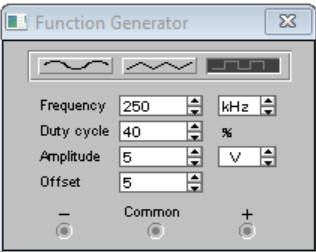 Function Generator
Frequency 250 kHz
Duty cycle 40 %
Amplitude 5 V
Offset 5
− Common +